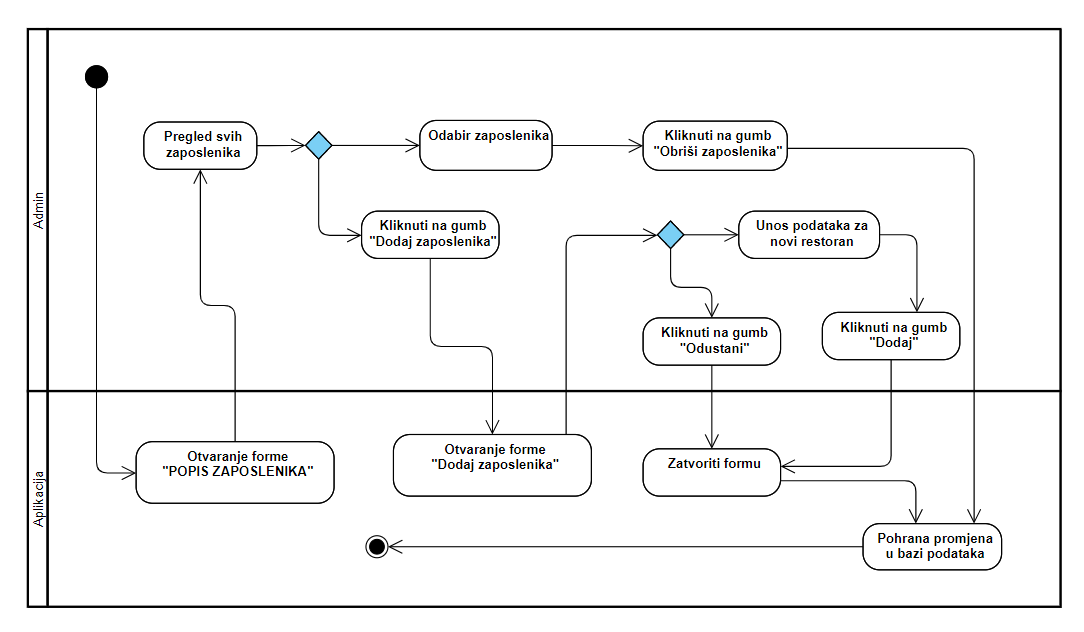 Admin
Pregled svih
zaposlenika
Odabir zaposlenika
Kliknuti na gumb
"Obriši zaposlenika"
Kliknuti na gumb
"Dodaj zaposlenika"
Unos podataka za
novi restoran
Kliknuti na gumb
"Odustani"
Kliknuti na gumb
"Dodaj"
Aplikacija
Otvaranje forme
"POPIS ZAPOSLENIKA"
Otvaranje forme
"Dodaj zaposlenika"
Zatvoriti formu
Pohrana promjena
u bazi podataka